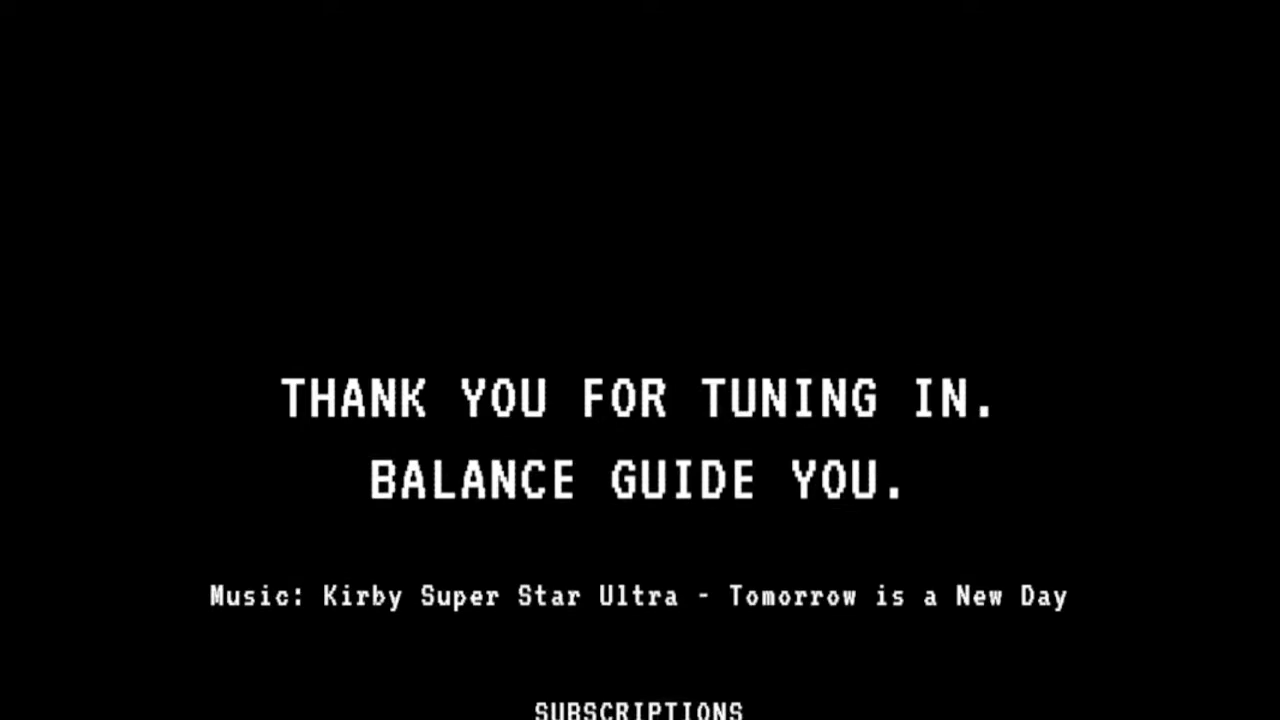 THANK YOU FOR TUNING IN.
BALANCE GUIDE YOU.
Music: Kirby Super Star Ultra - Tomorrow is a New Day
SUBSCRIPTIONS